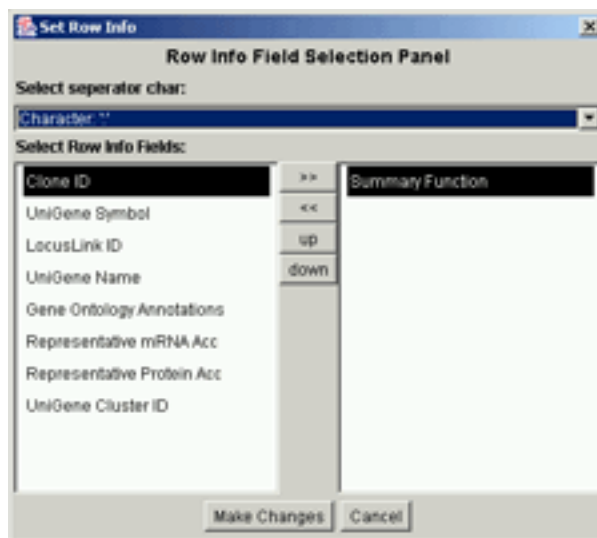 Set Row Info
Row Info Field Selection Panel
Select seperator char:
Character: ':'
Select Row Info Fields:
Clone ID
UniGene Symbol
LocusLink ID
UniGene Name
Gene Ontology Annotations
Representative mRNA Acc
Representative Protein Acc
UniGene Cluster ID
>>
<<
up
down
Summary Function
Make Changes
Cancel